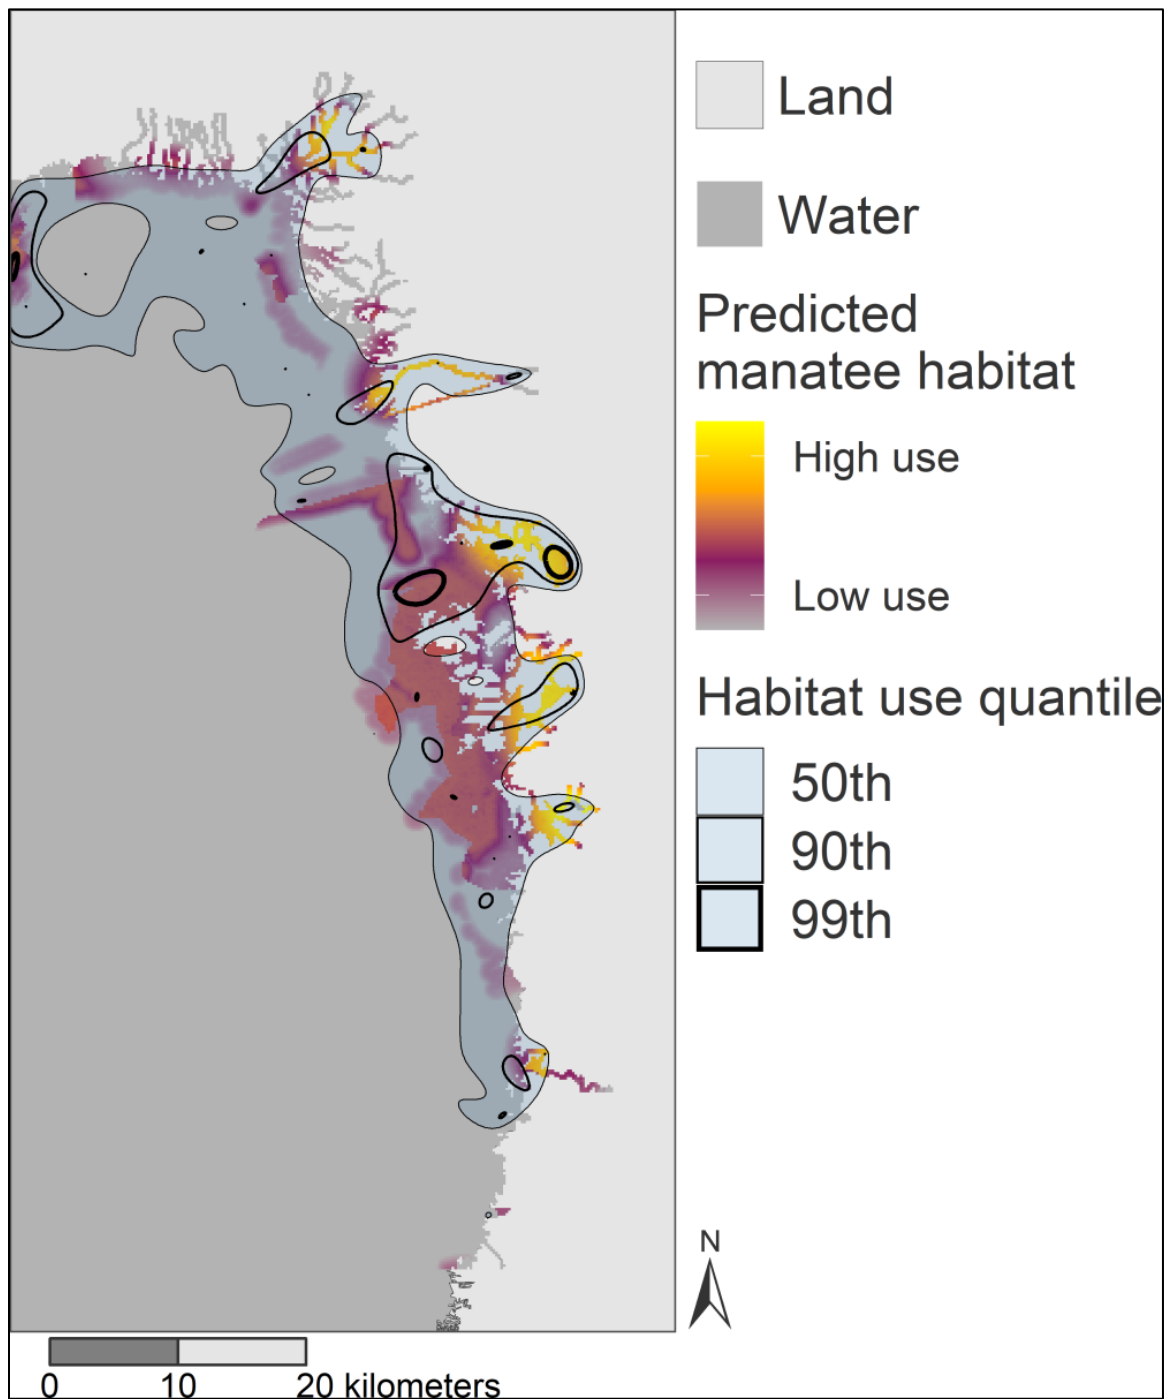 Land
Water
Predicted
manatee habitat
High use
Low use
Habitat use quantile
50th
90th
99th
N
0 10 20 kilometers